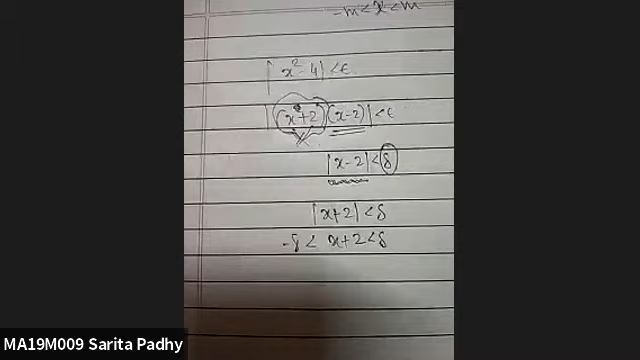 -m < x < m
|x² - 4| < ε
|(x+2)(x-2)| < ε
|x-2| < δ
|x+2| < δ
-δ < x+2 < δ
MA19M009 Sarita Padhy